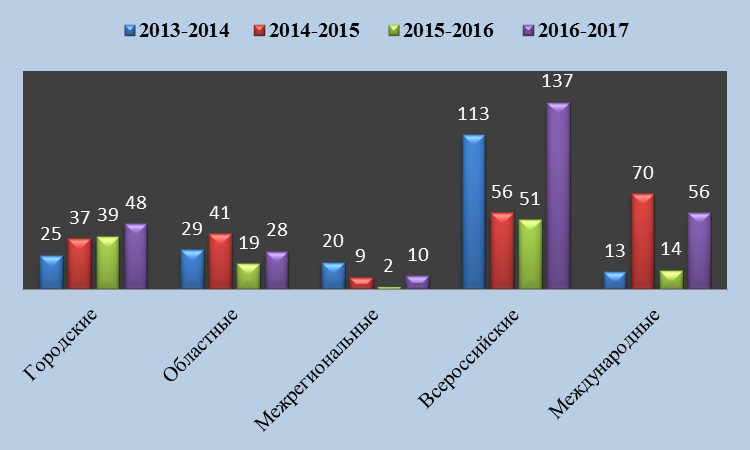 2013-2014 2014-2015 2015-2016 2016-2017
25 37 39 48
29 41 19 28
20 9 2 10
113 56 51 137
13 70 14 56
Городские
Областные
Межрегиональные
Всероссийские
Международные